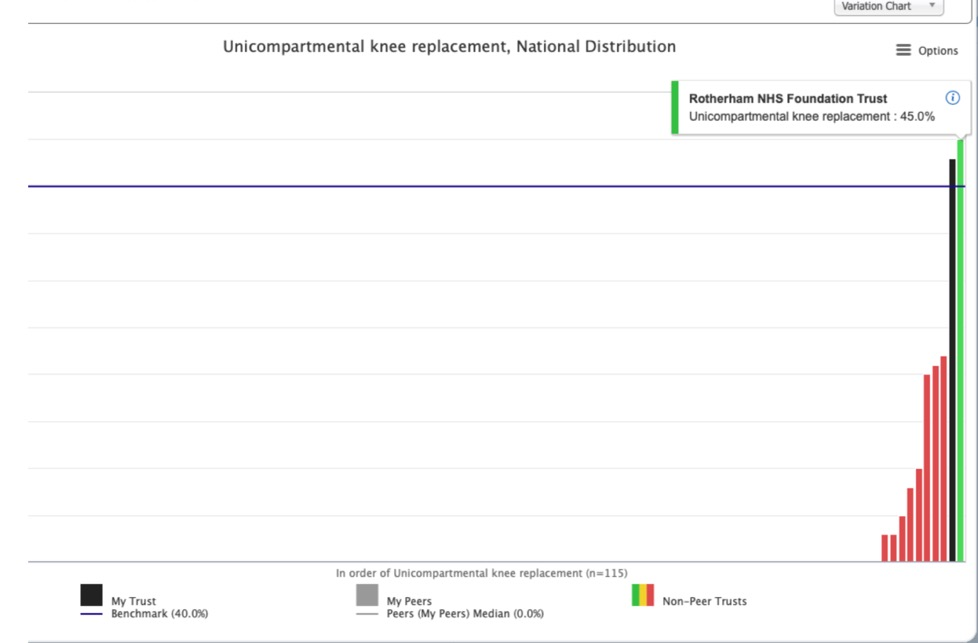 Variation Chart
Unicompartmental knee replacement, National Distribution
Options
Rotherham NHS Foundation Trust
Unicompartmental knee replacement : 45.0%
In order of Unicompartmental knee replacement (n=115)
My Trust
My Peers
Non-Peer Trusts
Benchmark (40.0%)
Peers (My Peers) Median (0.0%)